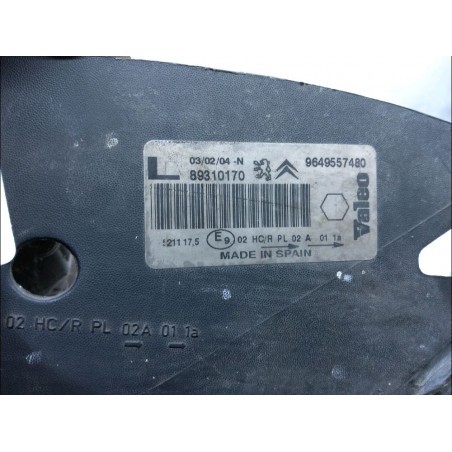 L 03/02/04 -N 9649557480
89310170
Valeo
5211 17,5 E9 02 HC/R PL 02 A 01 1a
MADE IN SPAIN
02 HC/R PL 02A 01 1a